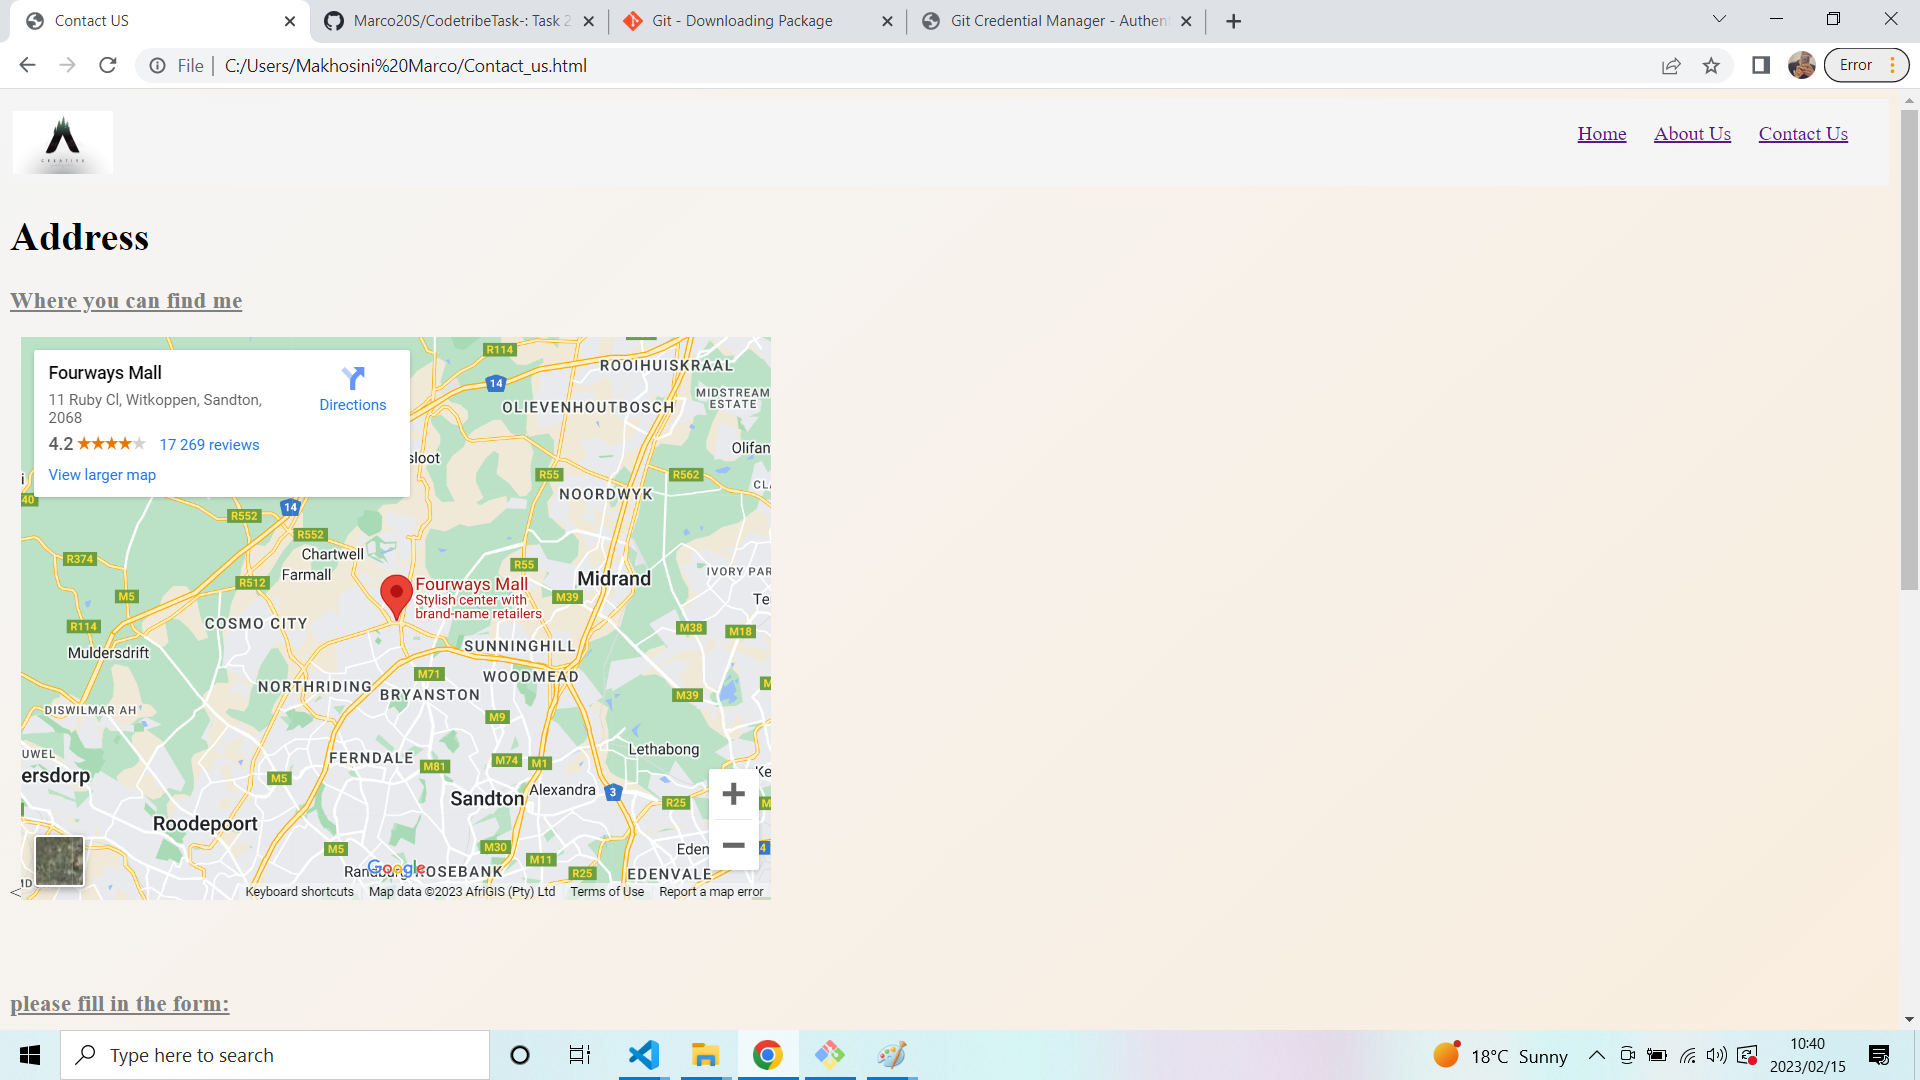 Contact US
Marco20S/CodetribeTask-: Task 2
Git - Downloading Package
Git Credential Manager - Authent
File
C:/Users/Makhosini%20Marco/Contact_us.html
Error
CREATIVE
Home
About Us
Contact Us
Address
Where you can find me
Fourways Mall
11 Ruby Cl, Witkoppen, Sandton,
2068
Directions
4.2
17 269 reviews
View larger map
R114
ROOIHUISKRAAL
14
MIDSTREAM
ESTATE
OLIEVENHOUTBOSCH
Olifan
sloot
R55
R562
CL
NOORDWYK
40
14
R552
R552
Chartwell
R374
Farmall
R55
IVORY PAR
R512
Midrand
Fourways Mall
Stylish center with
brand-name retailers
M5
M39
Te
COSMO CITY
R114
M38
M18
Muldersdrift
SUNNINGHILL
M71
WOODMEAD
NORTHRIDING
BRYANSTON
M39
DISWILMAR AH
M9
UWEL
FERNDALE
Lethabong
ersdorp
M81
M74
M1
Ke
M5
Sandton
Alexandra
3
R25
Roodepoort
M5
M30
Eden
4
Randburg
ROSEBANK
M11
R25
EDENVALE
Google
<
Keyboard shortcuts
Map data ©2023 AfriGIS (Pty) Ltd
Terms of Use
Report a map error
please fill in the form:
Type here to search
18°C Sunny
10:40
2023/02/15